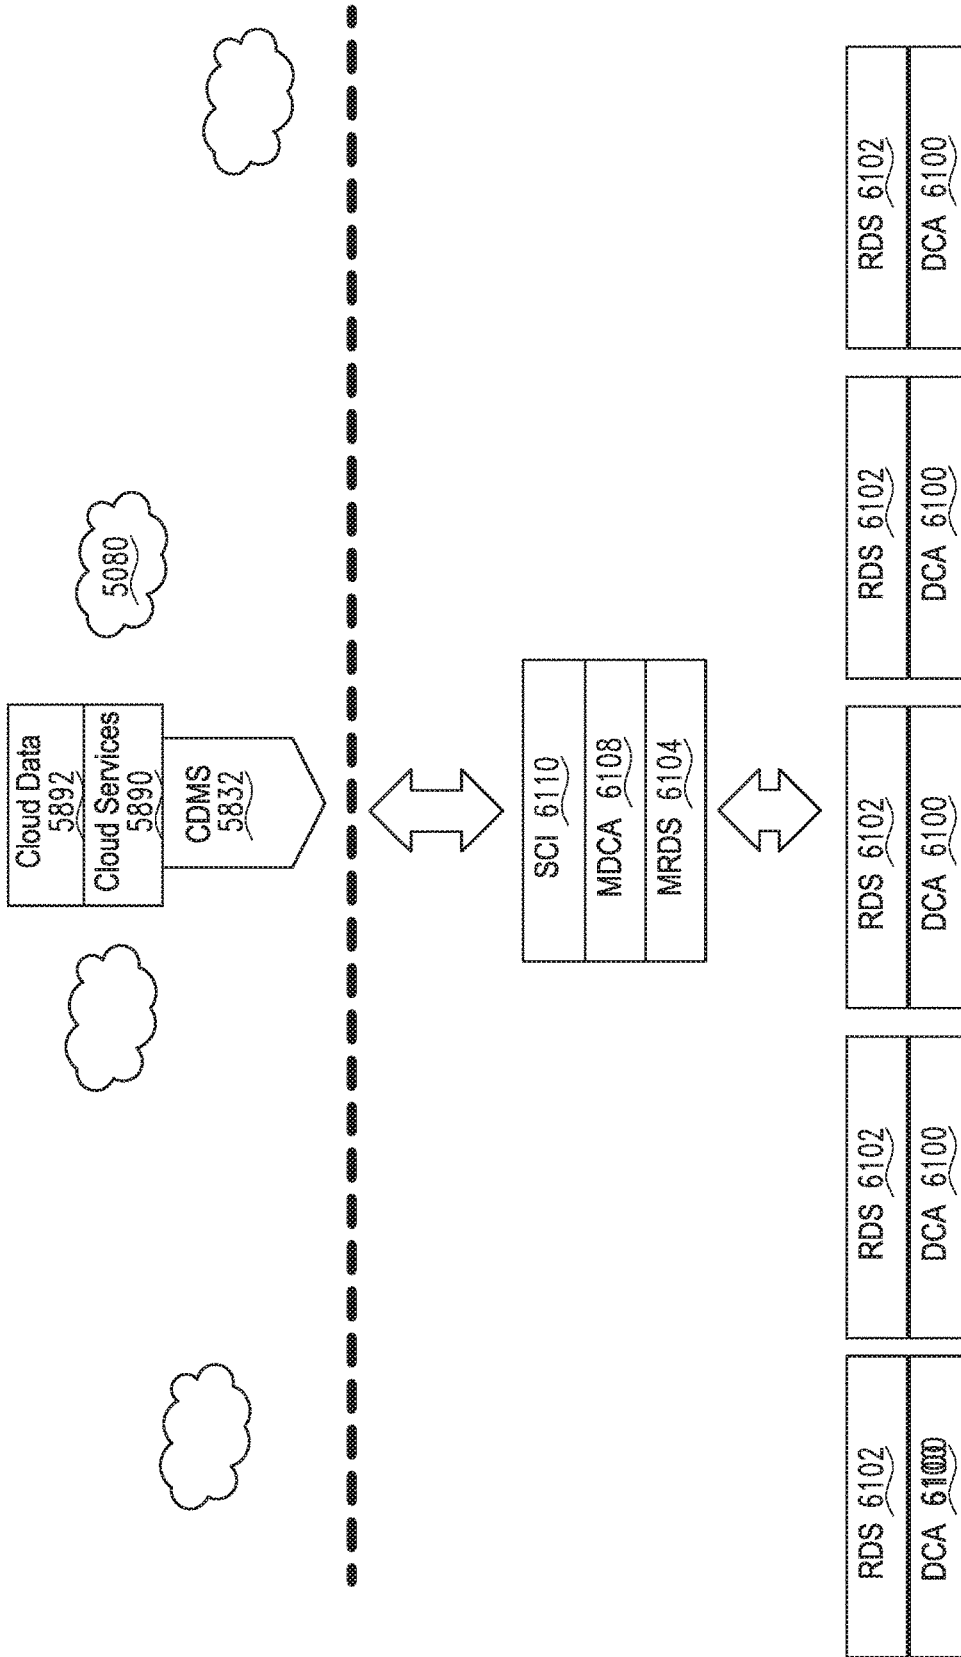 Cloud Data
5892
Cloud Services
5890
CDMS
5832
5080
SCI 6110
MDCA 6108
MRDS 6104
RDS 6102
DCA 6100
RDS 6102
DCA 6100
RDS 6102
DCA 6100
RDS 6102
DCA 6100
RDS 6102
DCA